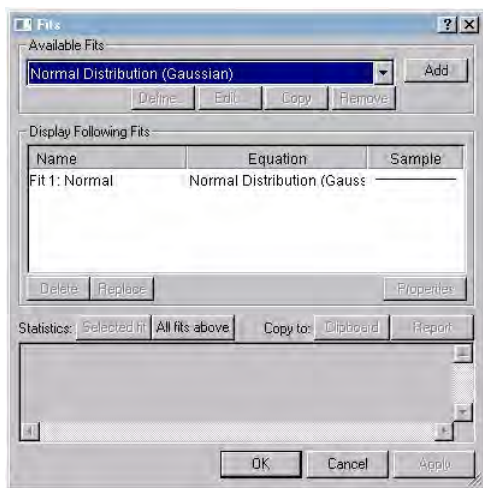 Fits
Available Fits
Normal Distribution (Gaussian)
Add
Define... Edit... Copy Remove
Display Following Fits
Name Equation Sample
Fit 1: Normal Normal Distribution (Gauss
Delete Replace Properties
Statistics: Selected fit All fits above Copy to: Clipboard Report
OK Cancel Apply